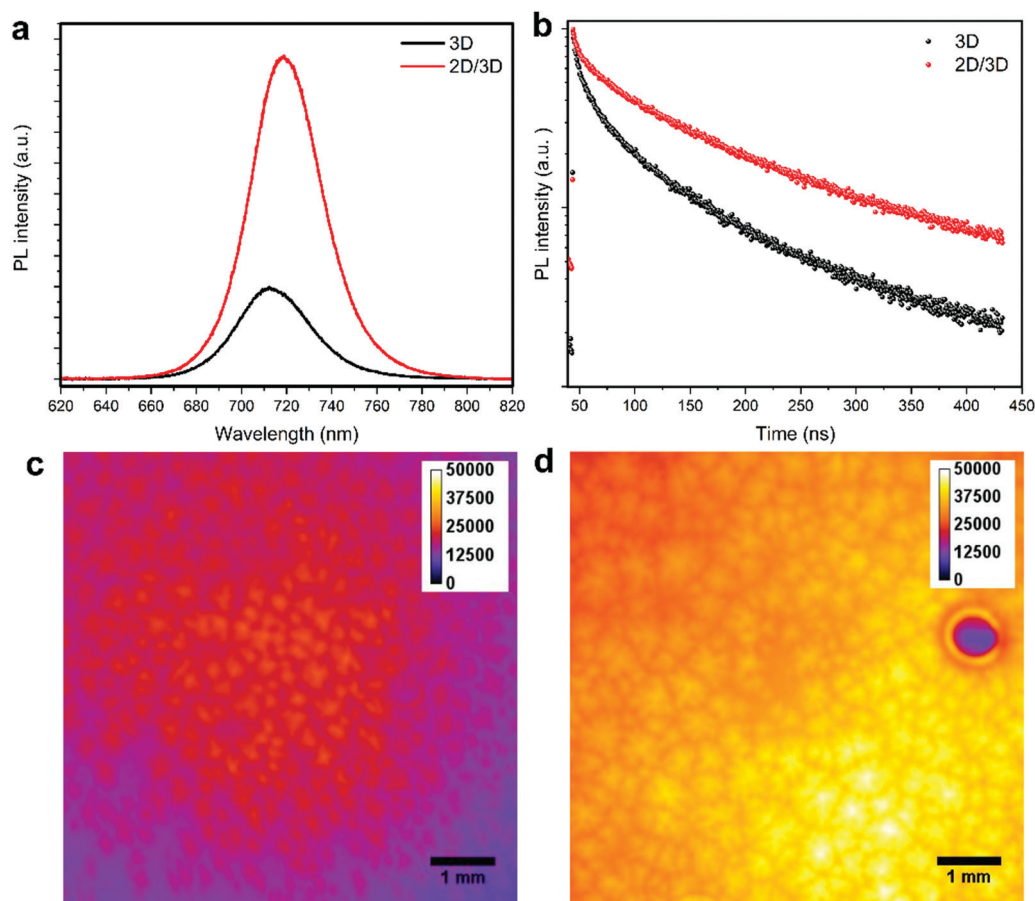 a
3D
2D/3D
PL intensity (a.u.)
620 640 660 680 700 720 740 760 780 800 820
Wavelength (nm)
b
3D
2D/3D
PL intensity (a.u. )
50 100 150 200 250 300 350 400 450
Time (ns)
c
50000
37500
25000
12500
0
1 mm
d
50000
37500
25000
12500
0
1 mm